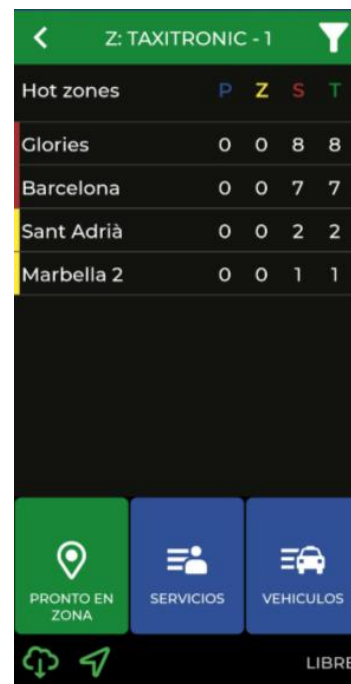 Z: TAXITRONIC - 1
Hot zones P Z S T
Glories 0 0 8 8
Barcelona 0 0 7 7
Sant Adrià 0 0 2 2
Marbella 2 0 0 1 1
PRONTO EN
ZONA
SERVICIOS
VEHICULOS
LIBRE